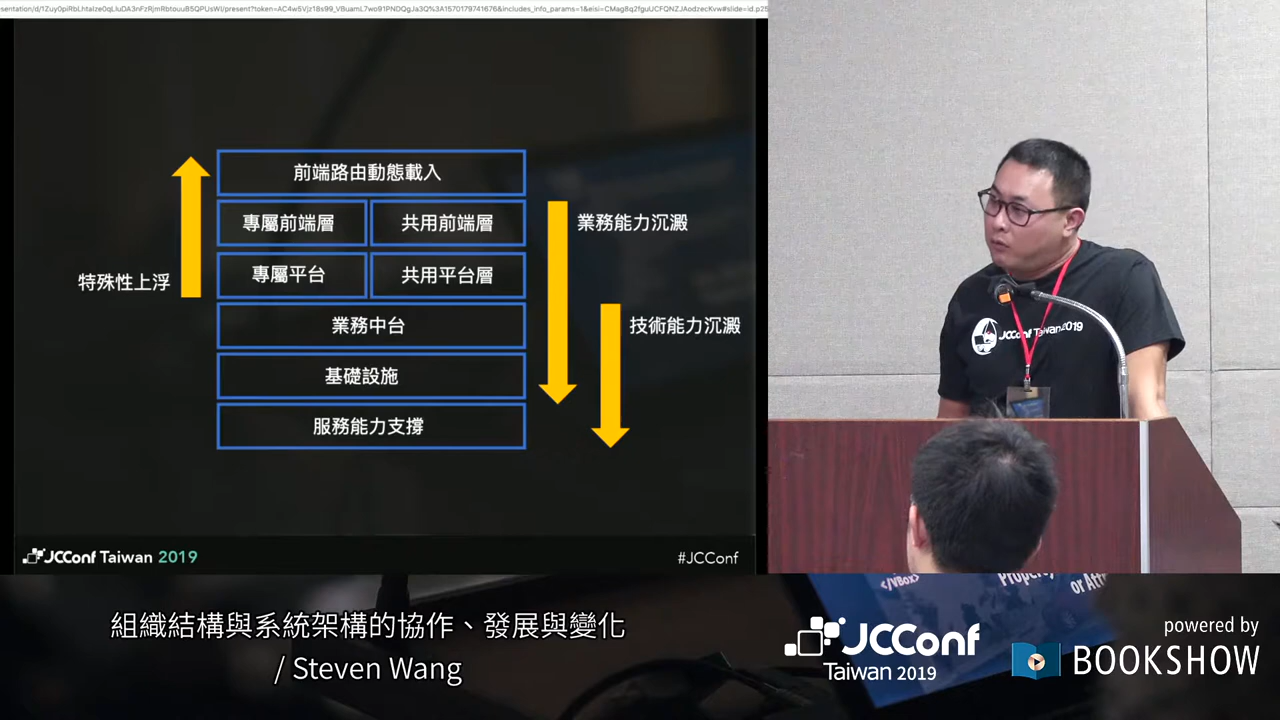 前端路由動態載入
專屬前端層
共用前端層
業務能力沉澱
專屬平台
共用平台層
特殊性上浮
業務中台
技術能力沉澱
基礎設施
服務能力支撐
JCConf Taiwan 2019
JCConf Taiwan 2019
#JCConf
</VBox>
Property
or Attr
組織結構與系統架構的協作、發展與變化
/ Steven Wang
JCConf
Taiwan 2019
powered by
BOOKSHOW